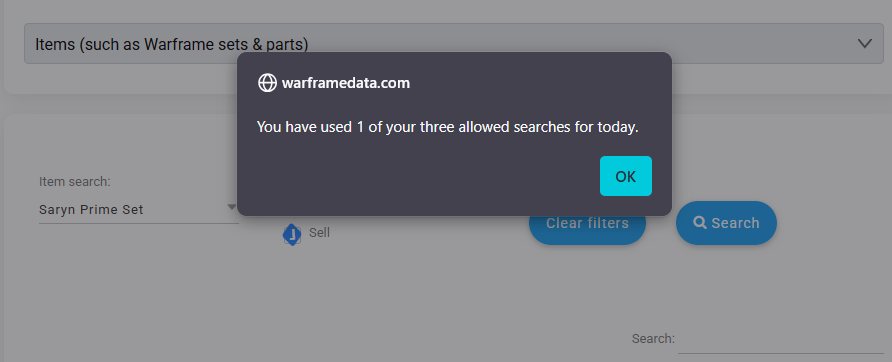 Items (such as Warframe sets & parts)
warframedata.com
You have used 1 of your three allowed searches for today.
OK
Item search:
Saryn Prime Set
Sell
Clear filters
Search
Search: